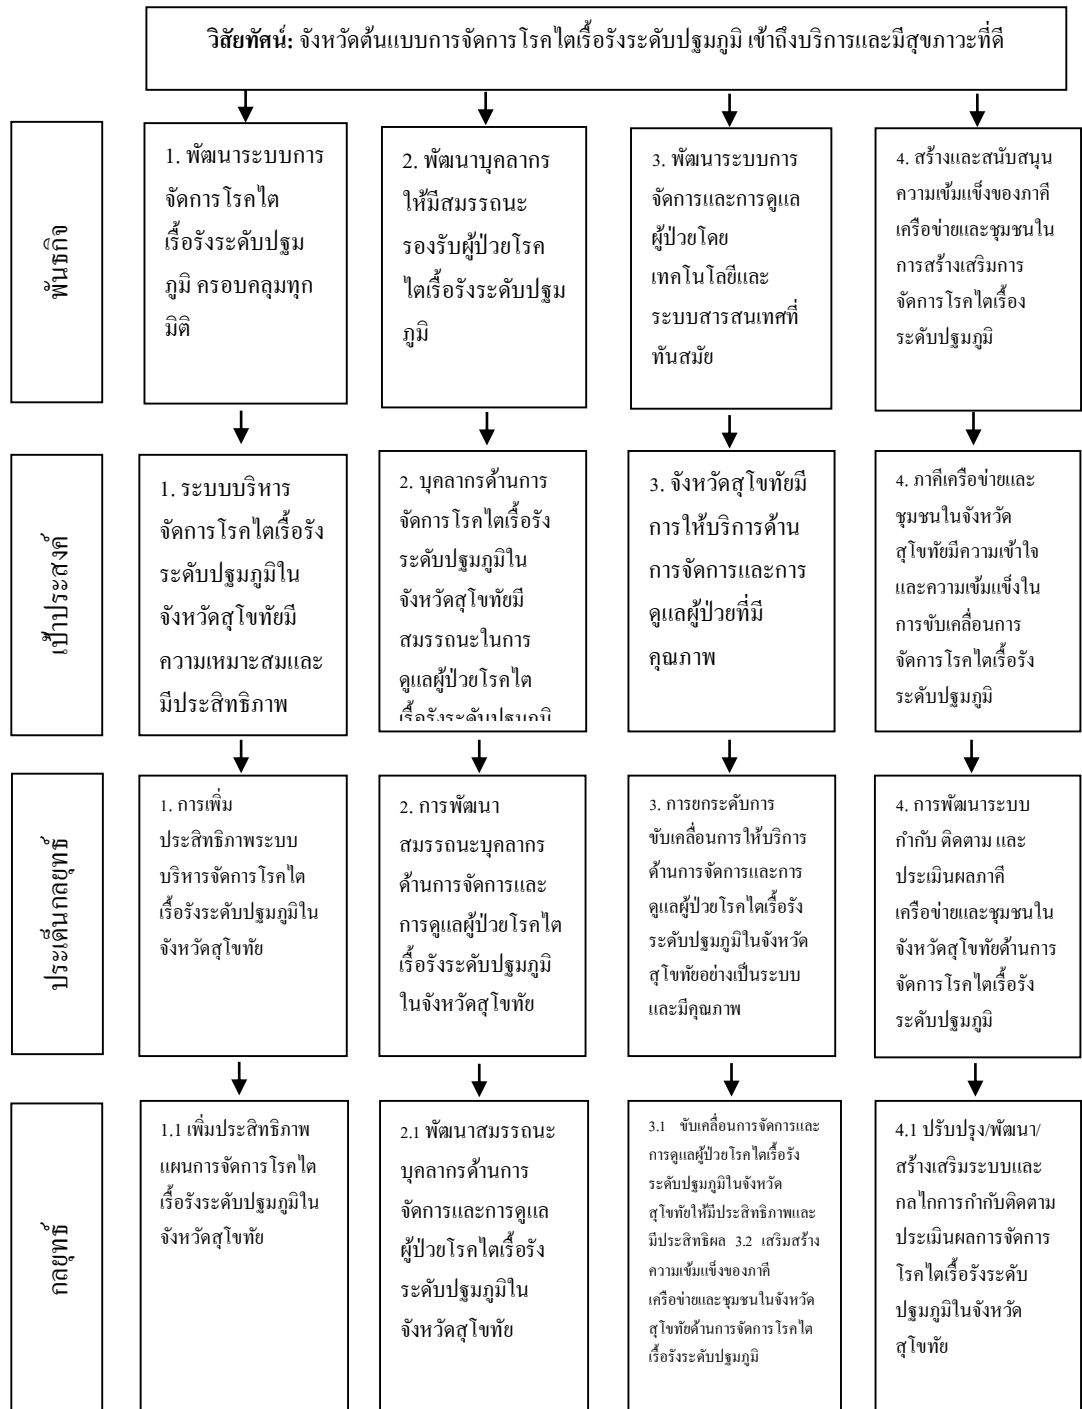 วิสัยทัศน์: จังหวัดต้นแบบการจัดการโรคไตเรื้อรังระดับปฐมภูมิ เข้าถึงบริการและมีสุขภาวะที่ดี
พันธกิจ
1. พัฒนาระบบการ
จัดการโรคไต
เรื้อรังระดับปฐม
ภูมิ ครอบคลุมทุก
มิติ
2. พัฒนาบุคลากร
ให้มีสมรรถนะ
รองรับผู้ป่วยโรค
ไตเรื้อรังระดับปฐม
ภูมิ
3. พัฒนาระบบการ
จัดการและการดูแล
ผู้ป่วยโดย
เทคโนโลยีและ
ระบบสารสนเทศที่
ทันสมัย
4. สร้างและสนับสนุน
ความเข้มแข็งของภาคี
เครือข่ายและชุมชนใน
การสร้างเสริมการ
จัดการโรคไตเรื้อง
ระดับปฐมภูมิ
เป้าประสงค์
1. ระบบบริหาร
จัดการโรคไตเรื้อรัง
ระดับปฐมภูมิใน
จังหวัดสุโขทัยมี
ความเหมาะสมและ
มีประสิทธิภาพ
2. บุคลากรด้านการ
จัดการโรคไตเรื้อรัง
ระดับปฐมภูมิใน
จังหวัดสุโขทัยมี
สมรรถนะในการ
ดูแลผู้ป่วยโรคไต
เรื้อรังระดับปฐมภูมิ
3. จังหวัดสุโขทัยมี
การให้บริการด้าน
การจัดการและการ
ดูแลผู้ป่วยที่มี
คุณภาพ
4. ภาคีเครือข่ายและ
ชุมชนในจังหวัด
สุโขทัยมีความเข้าใจ
และความเข้มแข็งใน
การขับเคลื่อนการ
จัดการโรคไตเรื้อรัง
ระดับปฐมภูมิ
ประเด็นกลยุทธ์
1. การเพิ่ม
ประสิทธิภาพระบบ
บริหารจัดการโรคไต
เรื้อรังระดับปฐมภูมิใน
จังหวัดสุโขทัย
2. การพัฒนา
สมรรถนะบุคลากร
ด้านการจัดการและ
การดูแลผู้ป่วยโรคไต
เรื้อรังระดับปฐมภูมิ
ในจังหวัดสุโขทัย
3. การยกระดับการ
ขับเคลื่อนการให้บริการ
ด้านการจัดการและการ
ดูแลผู้ป่วยโรคไตเรื้อรัง
ระดับปฐมภูมิในจังหวัด
สุโขทัยอย่างเป็นระบบ
และมีคุณภาพ
4. การพัฒนาระบบ
กำกับ ติดตาม และ
ประเมินผลภาคี
เครือข่ายและชุมชนใน
จังหวัดสุโขทัยด้านการ
จัดการโรคไตเรื้อรัง
ระดับปฐมภูมิ
กลยุทธ์
1.1 เพิ่มประสิทธิภาพ
แผนการจัดการโรคไต
เรื้อรังระดับปฐมภูมิใน
จังหวัดสุโขทัย
2.1 พัฒนาสมรรถนะ
บุคลากรด้านการ
จัดการและการดูแล
ผู้ป่วยโรคไตเรื้อรัง
ระดับปฐมภูมิใน
จังหวัดสุโขทัย
3.1 ขับเคลื่อนการจัดการและ
การดูแลผู้ป่วยโรคไตเรื้อรัง
ระดับปฐมภูมิในจังหวัด
สุโขทัยให้มีประสิทธิภาพและ
มีประสิทธิผล 3.2 เสริมสร้าง
ความเข้มแข็งของภาคี
เครือข่ายและชุมชนในจังหวัด
สุโขทัยด้านการจัดการโรคไต
เรื้อรังระดับปฐมภูมิ
4.1 ปรับปรุง/พัฒนา/
สร้างเสริมระบบและ
กลไกการกำกับติดตาม
ประเมินผลการจัดการ
โรคไตเรื้อรังระดับ
ปฐมภูมิในจังหวัด
สุโขทัย